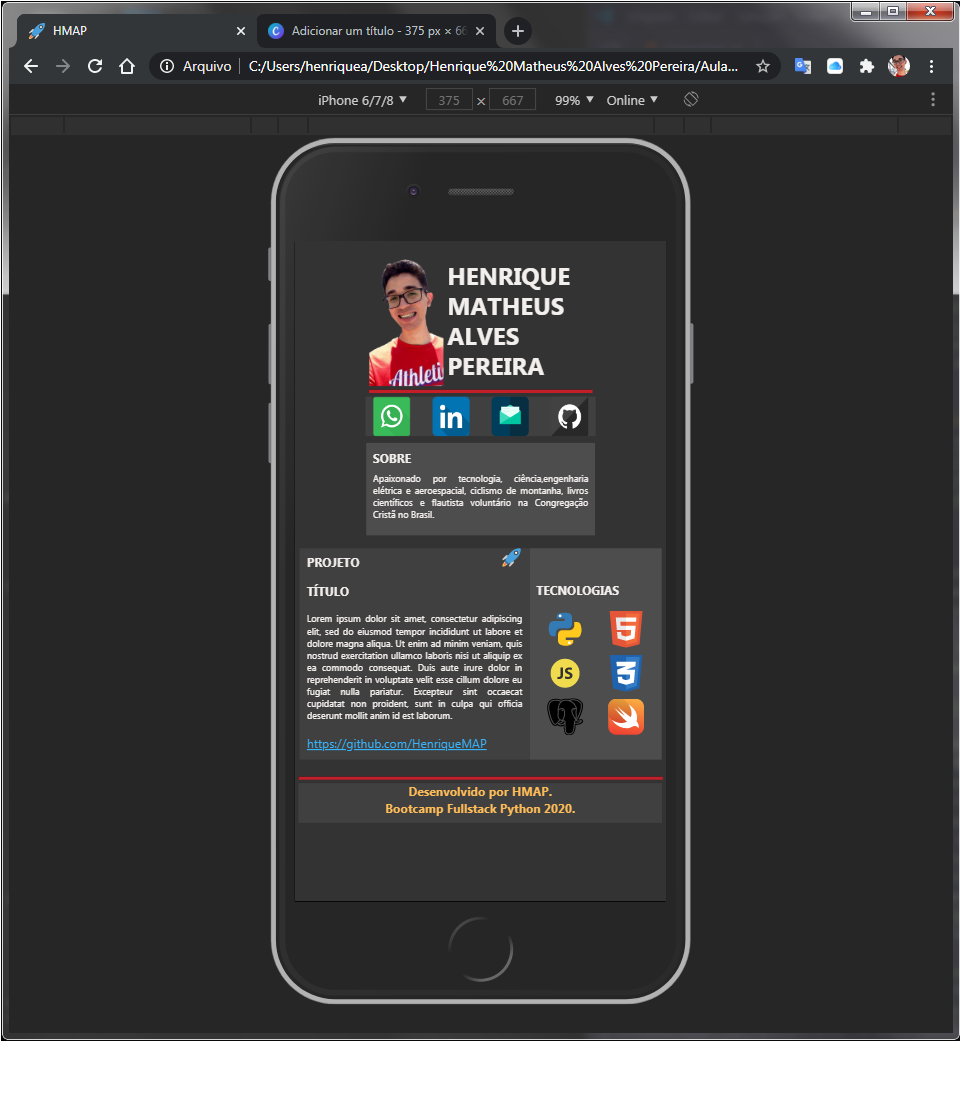 HMAP
Adicionar um título - 375 px × 66
Arquivo
C:/Users/henriquea/Desktop/Henrique%20Matheus%20Alves%20Pereira/Aula...
iPhone 6/7/8 ▼ 375 × 667 99% ▼ Online ▼
HENRIQUE
MATHEUS
ALVES
PEREIRA
Athleti
in
SOBRE
Apaixonado por tecnologia, ciência,engenharia
elétrica e aeroespacial, ciclismo de montanha, livros
científicos e flautista voluntário na Congregação
Cristã no Brasil.
PROJETO
TÍTULO
Lorem ipsum dolor sit amet, consectetur adipiscing
elit, sed do eiusmod tempor incididunt ut labore et
dolore magna aliqua. Ut enim ad minim veniam, quis
nostrud exercitation ullamco laboris nisi ut aliquip ex
ea commodo consequat. Duis aute irure dolor in
reprehenderit in voluptate velit esse cillum dolore eu
fugiat nulla pariatur. Excepteur sint occaecat
cupidatat non proident, sunt in culpa qui officia
deserunt mollit anim id est laborum.
https://github.com/HenriqueMAP
TECNOLOGIAS
5
JS
3
Desenvolvido por HMAP.
Bootcamp Fullstack Python 2020.